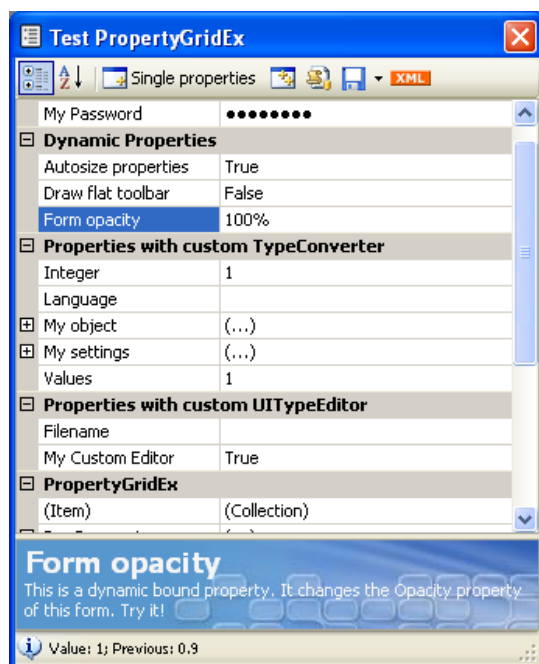 Test PropertyGridEx
Single properties XML
My Password ●●●●●●●●
Dynamic Properties
Autosize properties True
Draw flat toolbar False
Form opacity 100%
Properties with custom TypeConverter
Integer 1
Language
My object (...)
My settings (...)
Values 1
Properties with custom UITypeEditor
Filename
My Custom Editor True
PropertyGridEx
(Item) (Collection)
Form opacity
This is a dynamic bound property. It changes the Opacity property
of this form. Try it!
Value: 1; Previous: 0.9